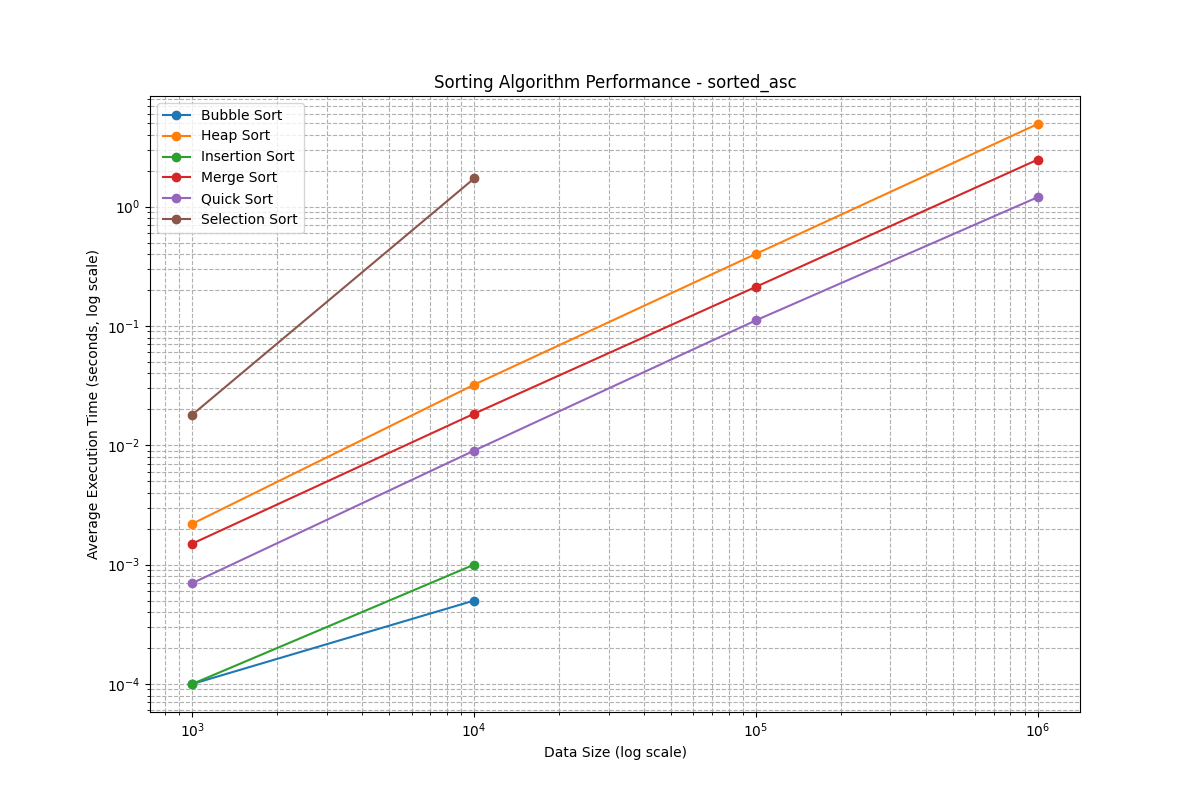 Sorting Algorithm Performance - sorted_asc
Bubble Sort
Heap Sort
Insertion Sort
Merge Sort
Quick Sort
Selection Sort
Average Execution Time (seconds, log scale)
10⁰
10⁻¹
10⁻²
10⁻³
10⁻⁴
10³ 10⁴ 10⁵ 10⁶
Data Size (log scale)